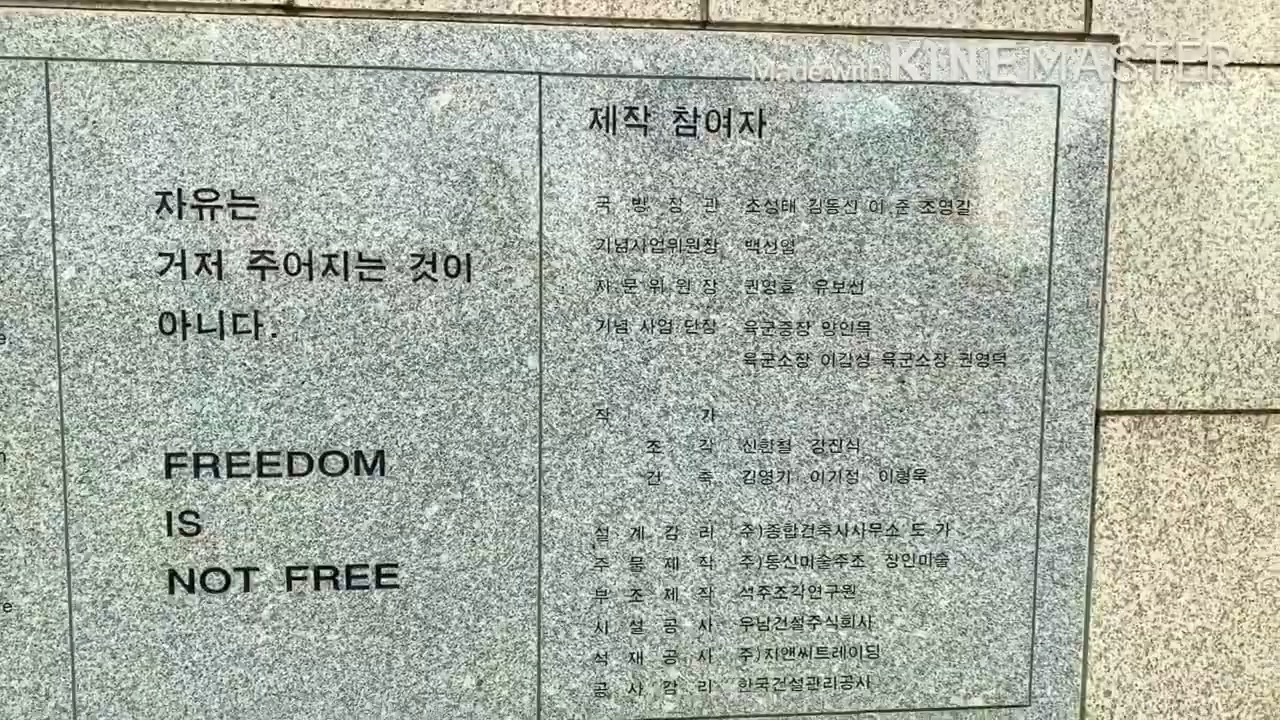 Made with KINEMASTER
자유는
거저 주어지는 것이
아니다.
FREEDOM
IS
NOT FREE
제작 참여자
국 방 장 관 조성태 김동신 이 준 조영길
기념사업위원장 백선엽
자 문 위 원 장 권영효 유보선
기념 사업 단장 육군중장 양인목
육군소장 이갑성 육군소장 권영덕
작 가
조 각 신한철 강진식
건 축 김영기 이기정 이형욱
설 계 감 리 주)종합건축사사무소 도 가
주 물 제 작 주)동신미술주조 장인미술
부 조 제 작 석주조각연구원
시 설 공 사 우남건설주식회사
석 재 공 사 주)지앤씨트레이딩
공 사 감 리 한국건설관리공사